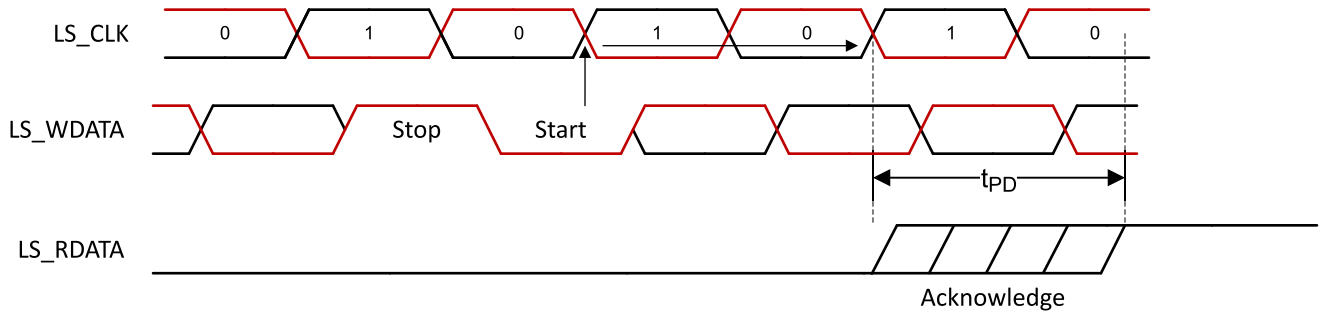 LS_CLK 0 1 0 1 0 1 0
LS_WDATA Stop Start
tPD
LS_RDATA
Acknowledge